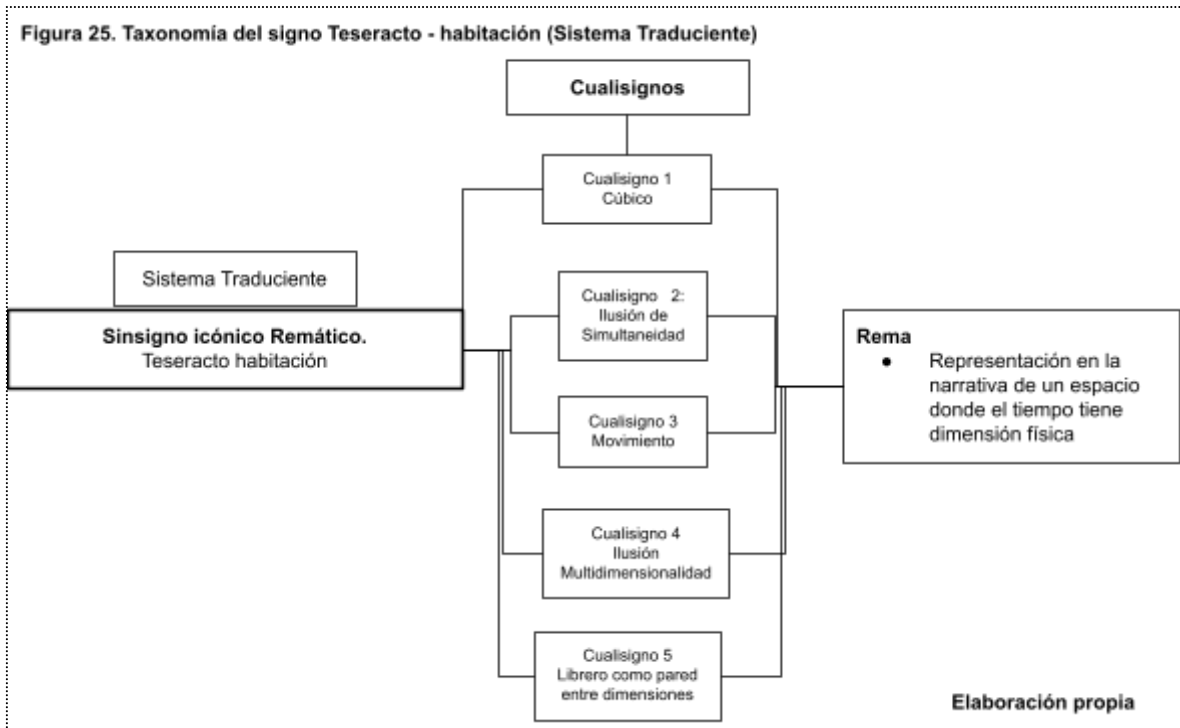 Figura 25. Taxonomía del signo Teseracto - habitación (Sistema Traduciente)
Cualisignos
Cualisigno 1
Cúbico
Sistema Traduciente
Sinsigno icónico Remático.
Teseracto habitación
Cualisigno 2:
Ilusión de
Simultaneidad
Cualisigno 3
Movimiento
Cualisigno 4
Ilusión
Multidimensionalidad
Cualisigno 5
Librero como pared
entre dimensiones
Rema
● Representación en la
narrativa de un espacio
donde el tiempo tiene
dimensión física
Elaboración propia